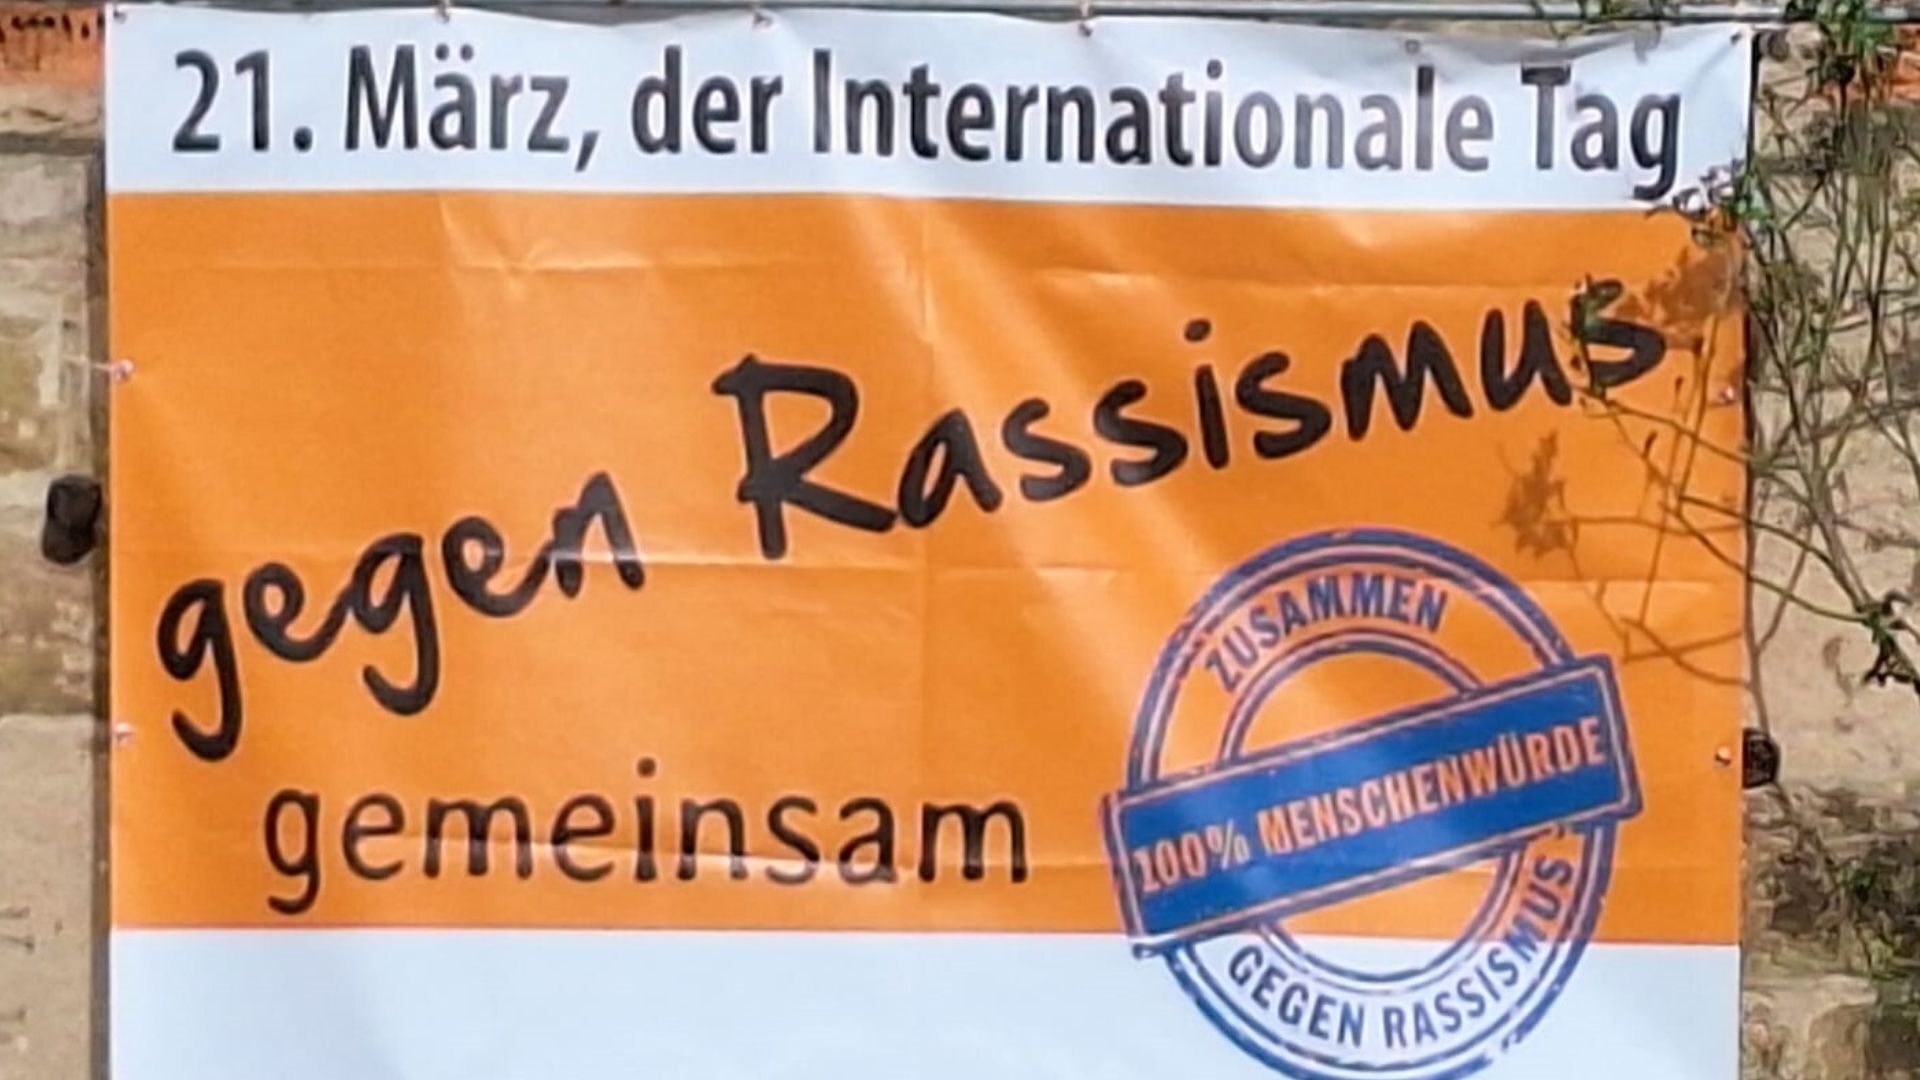 21. März, der Internationale Tag
gegen Rassismus
gemeinsam
ZUSAMMEN
100% MENSCHENWÜRDE
GEGEN RASSISMUS